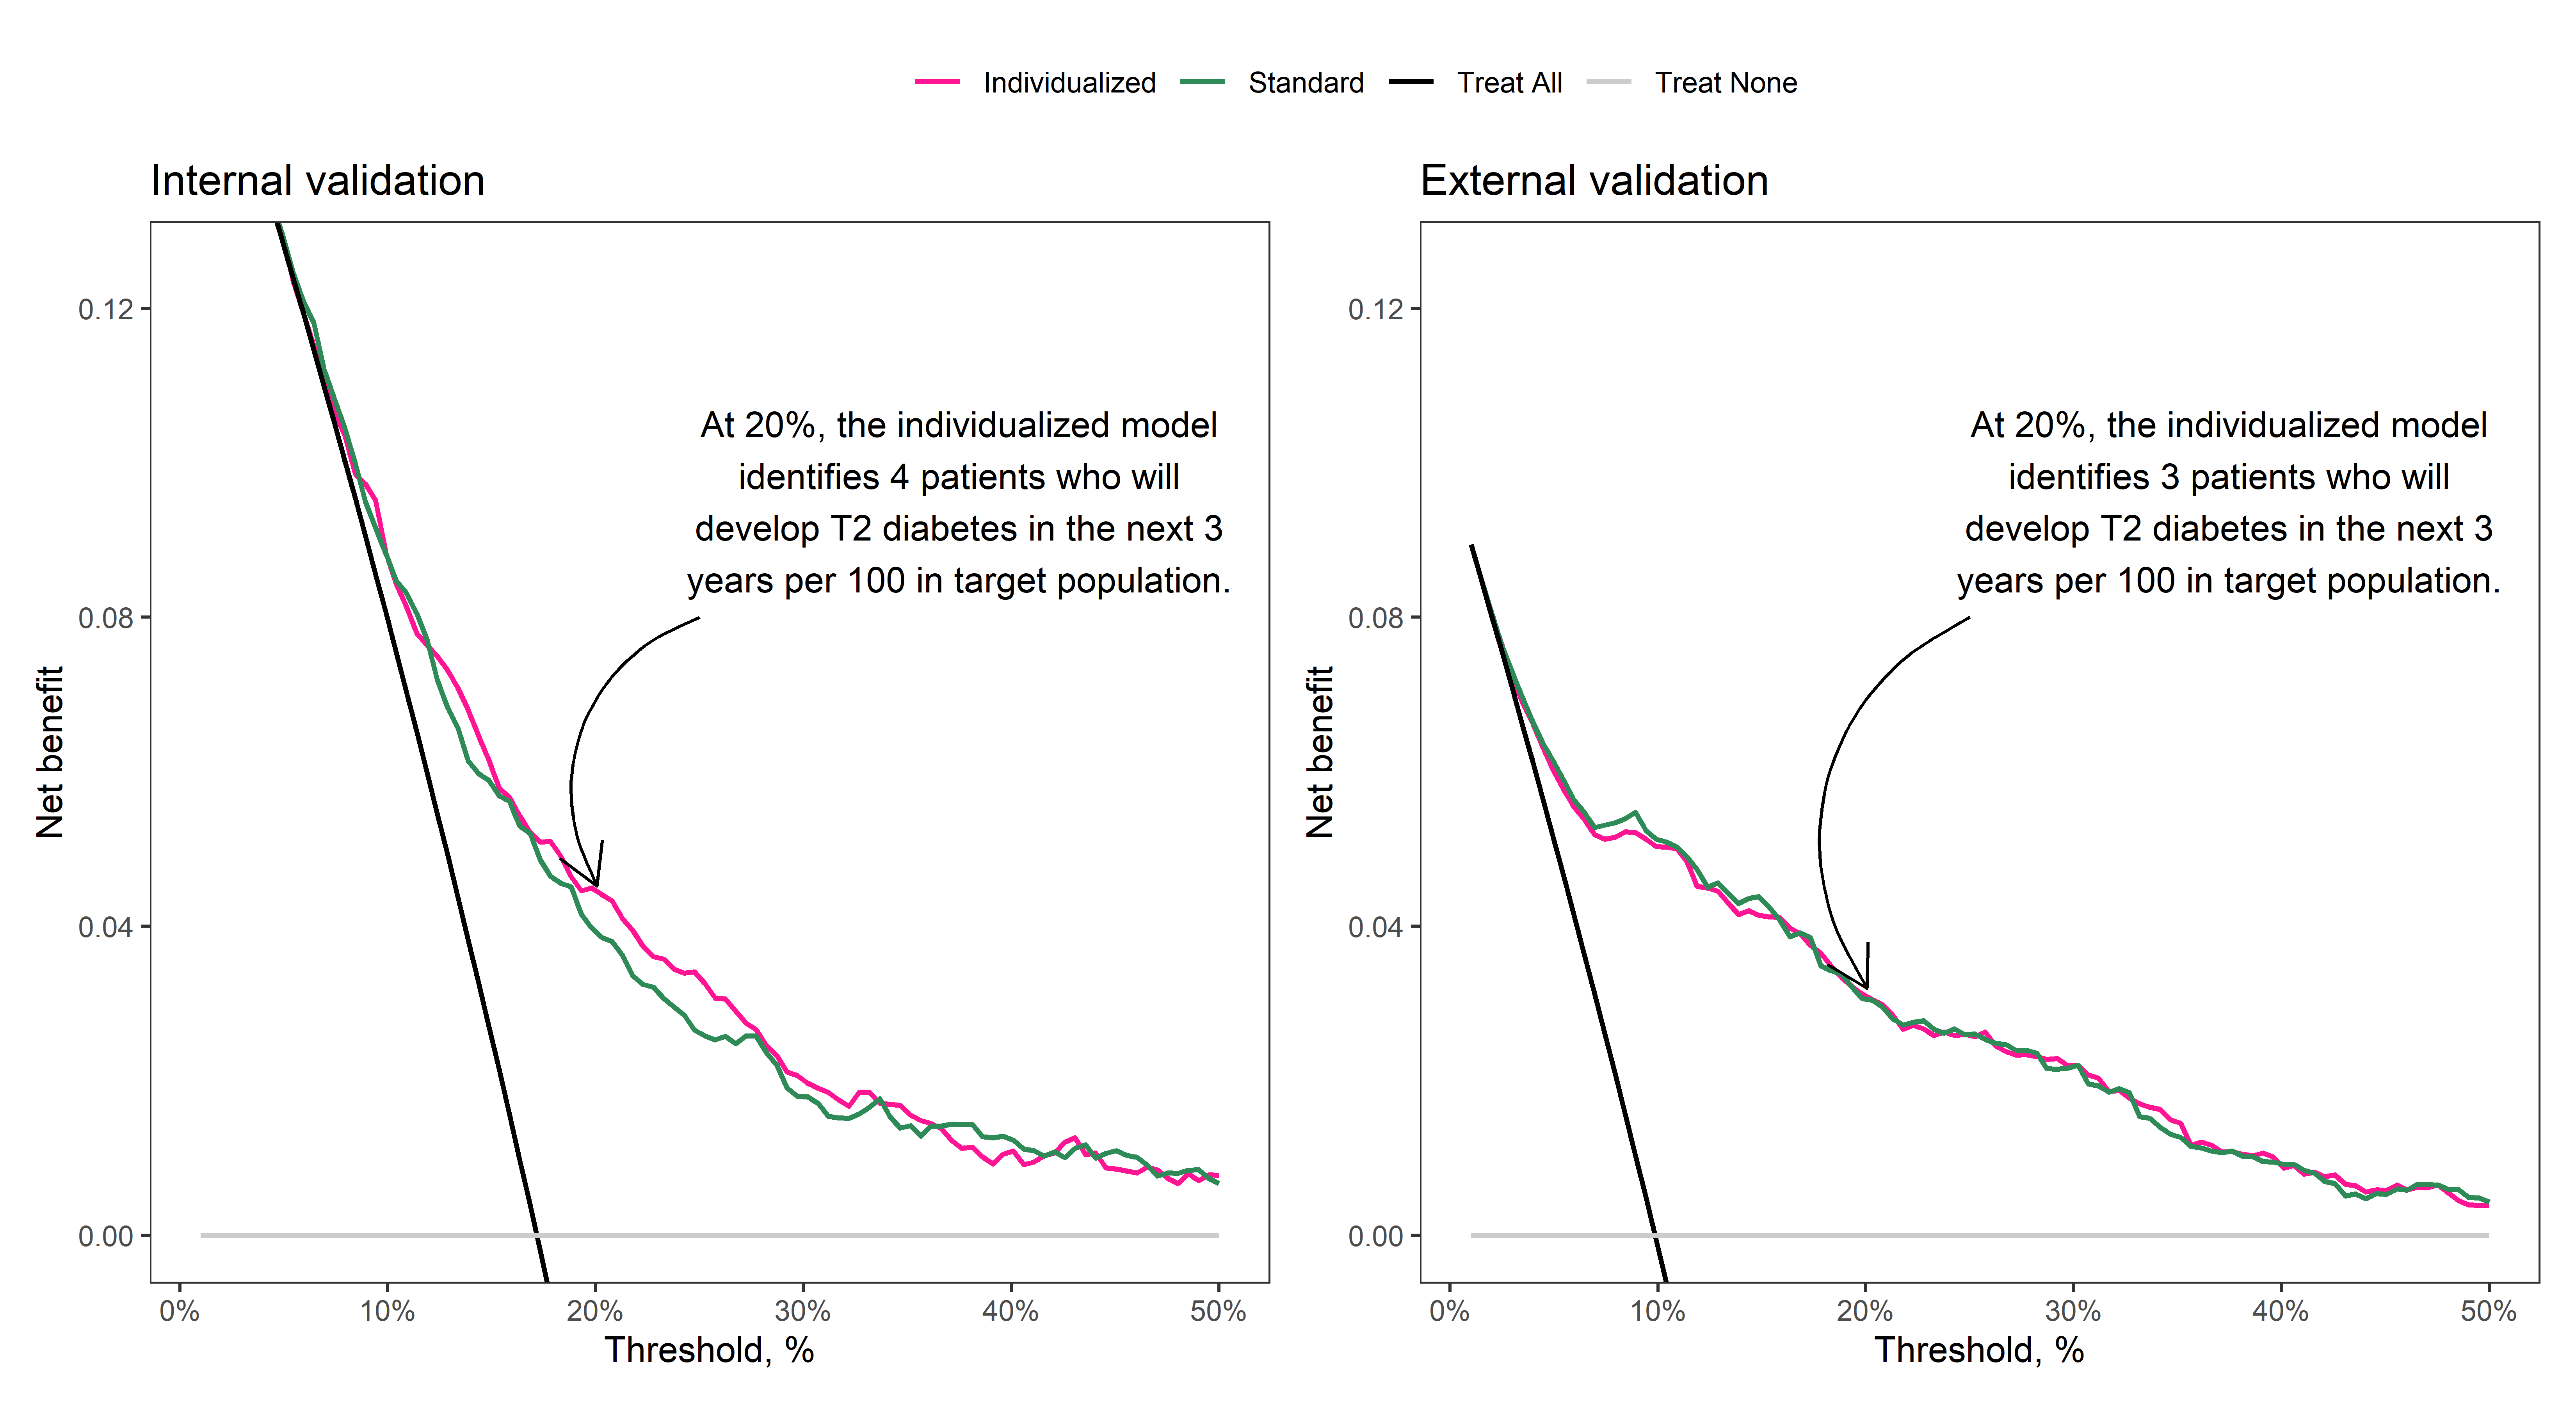 Individualized Standard Treat All Treat None
Internal validation
0.12
0.08
0.04
0.00
Net benefit
At 20%, the individualized model
identifies 4 patients who will
develop T2 diabetes in the next 3
years per 100 in target population.
0% 10% 20% 30% 40% 50%
Threshold, %
External validation
0.12
0.08
0.04
0.00
Net benefit
At 20%, the individualized model
identifies 3 patients who will
develop T2 diabetes in the next 3
years per 100 in target population.
0% 10% 20% 30% 40% 50%
Threshold, %